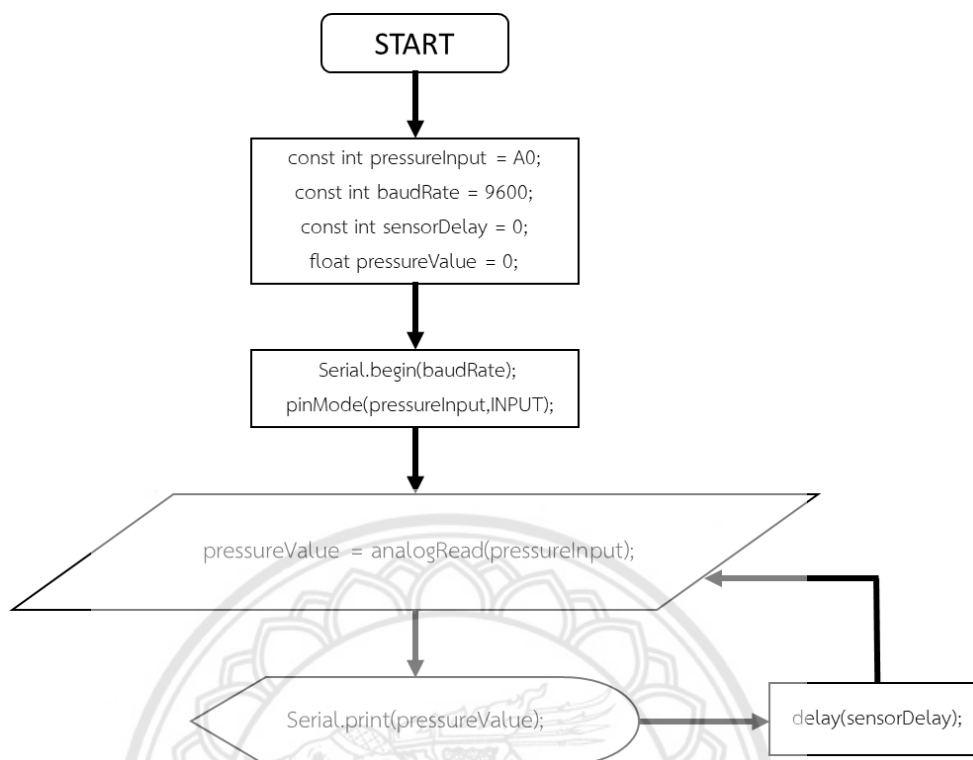 START
const int pressureInput = A0;
const int baudRate = 9600;
const int sensorDelay = 0;
float pressureValue = 0;
Serial.begin(baudRate);
pinMode(pressureInput,INPUT);
pressureValue = analogRead(pressureInput);
Serial.print(pressureValue);
delay(sensorDelay);